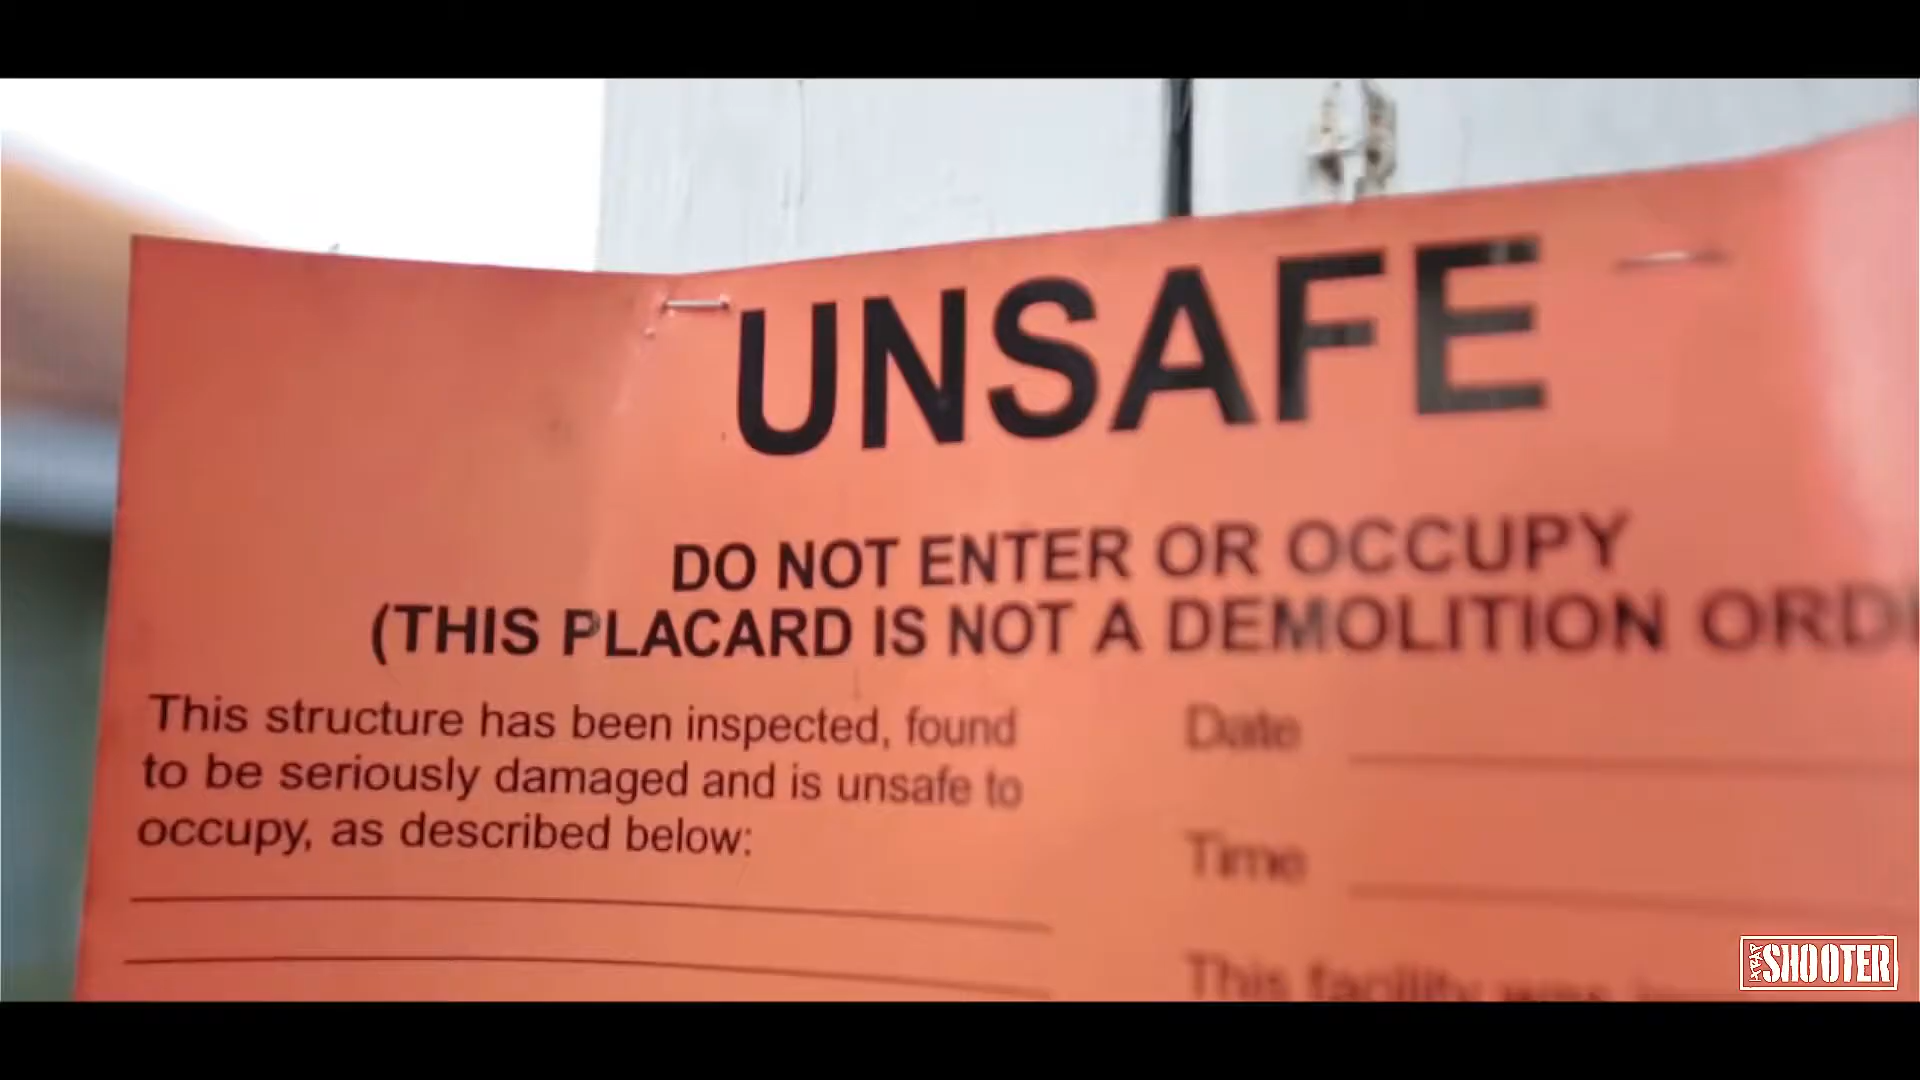 UNSAFE
DO NOT ENTER OR OCCUPY
(THIS PLACARD IS NOT A DEMOLITION ORD
This structure has been inspected, found
to be seriously damaged and is unsafe to
occupy, as described below:
Date
Time
This facility was
SHOOTER